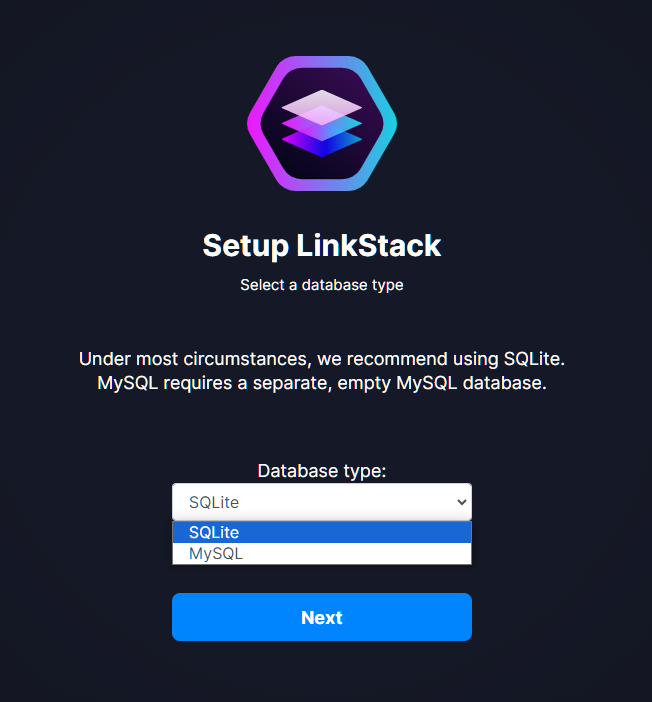 Setup LinkStack
Select a database type
Under most circumstances, we recommend using SQLite.
MySQL requires a separate, empty MySQL database.
Database type:
SQLite
SQLite
MySQL
Next